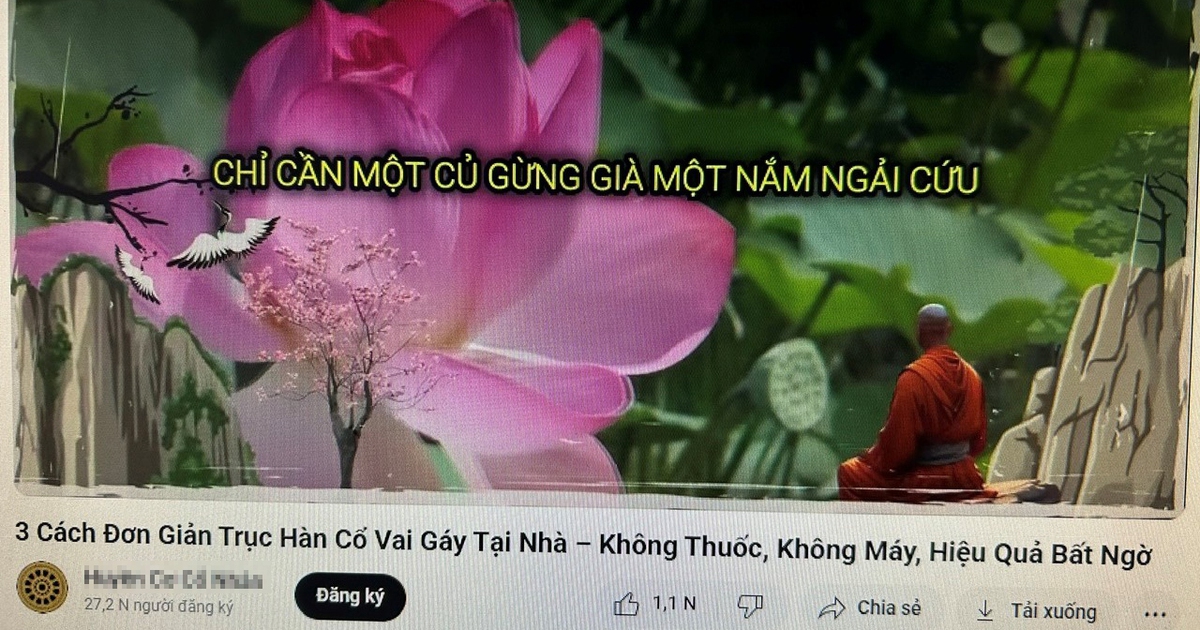 CHỈ CẦN MỘT CỦ GỪNG GIÀ MỘT NẮM NGẢI CỨU
3 Cách Đơn Giản Trục Hàn Cổ Vai Gáy Tại Nhà – Không Thuốc, Không Máy, Hiệu Quả Bất Ngờ
27,2 N người đăng ký
Đăng ký
1,1 N
Chia sẻ
Tải xuống